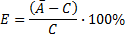 E = (Ā − C) / C · 100%